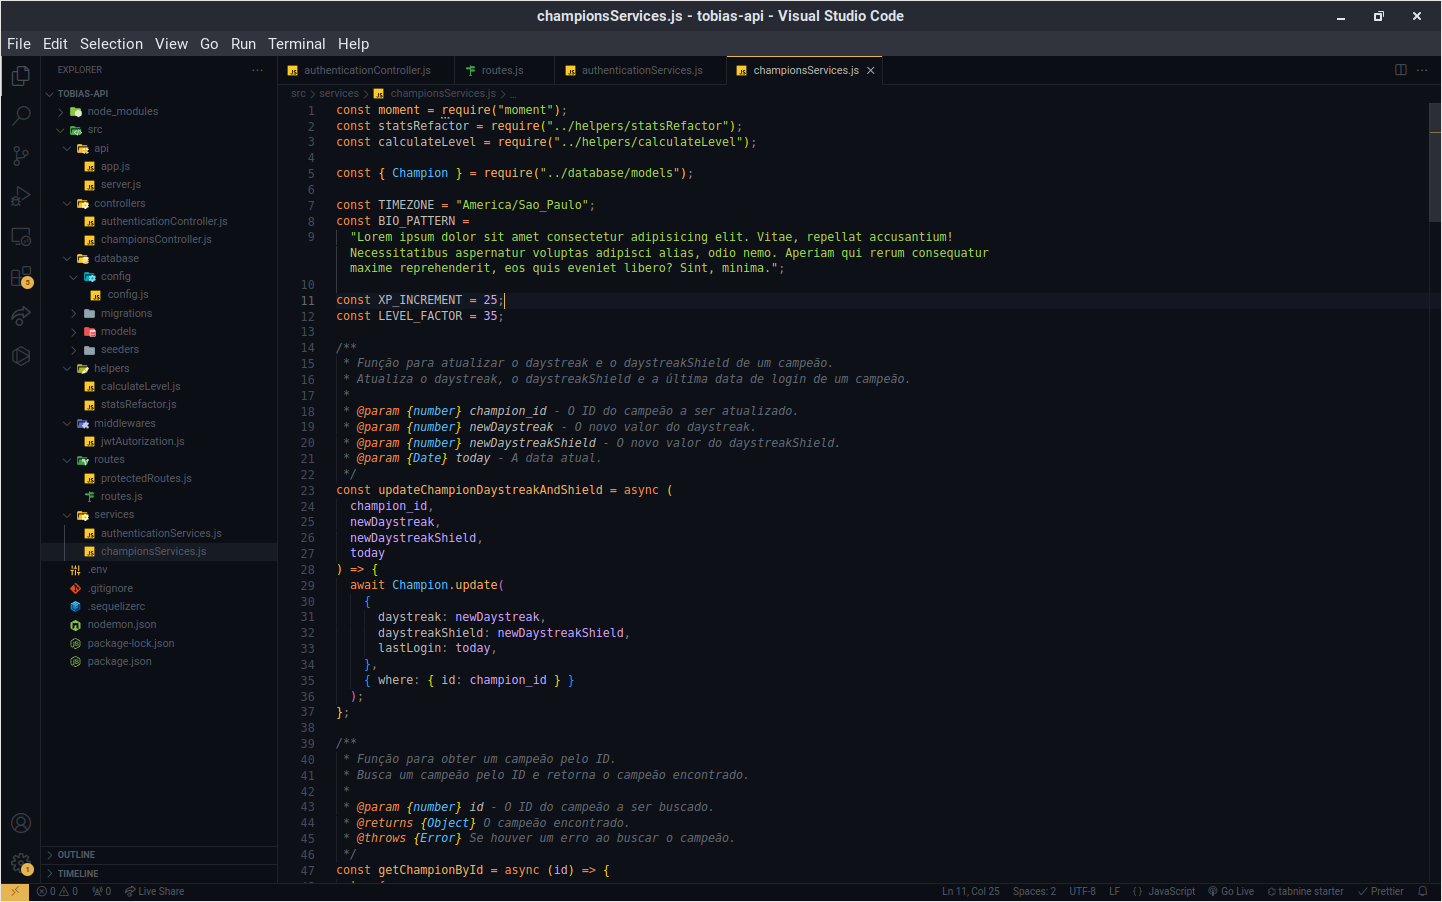 championsServices.js - tobias-api - Visual Studio Code
File Edit Selection View Go Run Terminal Help
EXPLORER
TOBIAS-API
node_modules
src
api
app.js
server.js
controllers
authenticationController.js
championsController.js
database
config
config.js
migrations
models
seeders
helpers
calculateLevel.js
statsRefactor.js
middlewares
jwtAutorization.js
routes
protectedRoutes.js
routes.js
services
authenticationServices.js
championsServices.js
.env
.gitignore
.sequelizerc
nodemon.json
package-lock.json
package.json
OUTLINE
TIMELINE
5
1
authenticationController.js routes.js authenticationServices.js championsServices.js
src > services > championsServices.js > ...
1 const moment = require("moment");
2 const statsRefactor = require("../helpers/statsRefactor");
3 const calculateLevel = require("../helpers/calculateLevel");
4
5 const { Champion } = require("../database/models");
6
7 const TIMEZONE = "America/Sao_Paulo";
8 const BIO_PATTERN =
9 "Lorem ipsum dolor sit amet consectetur adipisicing elit. Vitae, repellat accusantium!
Necessitatibus aspernatur voluptas adipisci alias, odio nemo. Aperiam qui rerum consequatur
maxime reprehenderit, eos quis eveniet libero? Sint, minima.";
10
11 const XP_INCREMENT = 25;
12 const LEVEL_FACTOR = 35;
13
14 /**
15 * Função para atualizar o daystreak e o daystreakShield de um campeão.
16 * Atualiza o daystreak, o daystreakShield e a última data de login de um campeão.
17 *
18 * @param {number} champion_id - O ID do campeão a ser atualizado.
19 * @param {number} newDaystreak - O novo valor do daystreak.
20 * @param {number} newDaystreakShield - O novo valor do daystreakShield.
21 * @param {Date} today - A data atual.
22 */
23 const updateChampionDaystreakAndShield = async (
24 champion_id,
25 newDaystreak,
26 newDaystreakShield,
27 today
28 ) => {
29 await Champion.update(
30 {
31 daystreak: newDaystreak,
32 daystreakShield: newDaystreakShield,
33 lastLogin: today,
34 },
35 { where: { id: champion_id } }
36 );
37 };
38
39 /**
40 * Função para obter um campeão pelo ID.
41 * Busca um campeão pelo ID e retorna o campeão encontrado.
42 *
43 * @param {number} id - O ID do campeão a ser buscado.
44 * @returns {Object} O campeão encontrado.
45 * @throws {Error} Se houver um erro ao buscar o campeão.
46 */
47 const getChampionById = async (id) => {
0 0 0 Live Share Ln 11, Col 25 Spaces: 2 UTF-8 LF {} JavaScript Go Live tabnine starter Prettier